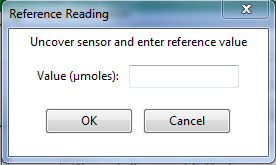 Reference Reading
Uncover sensor and enter reference value
Value (µmoles):
OK
Cancel